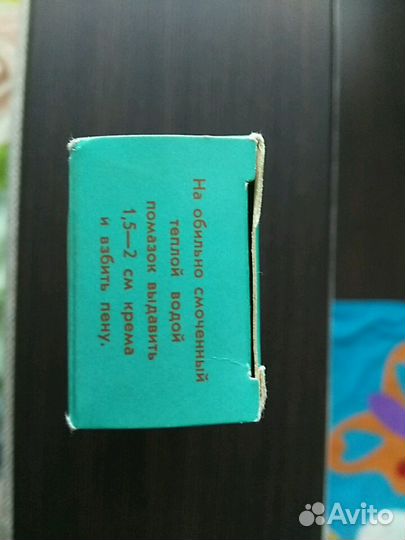 На обильно смоченный
теплой водой
помазок выдавить
1,5—2 см крема
и взбить пену.
Avito